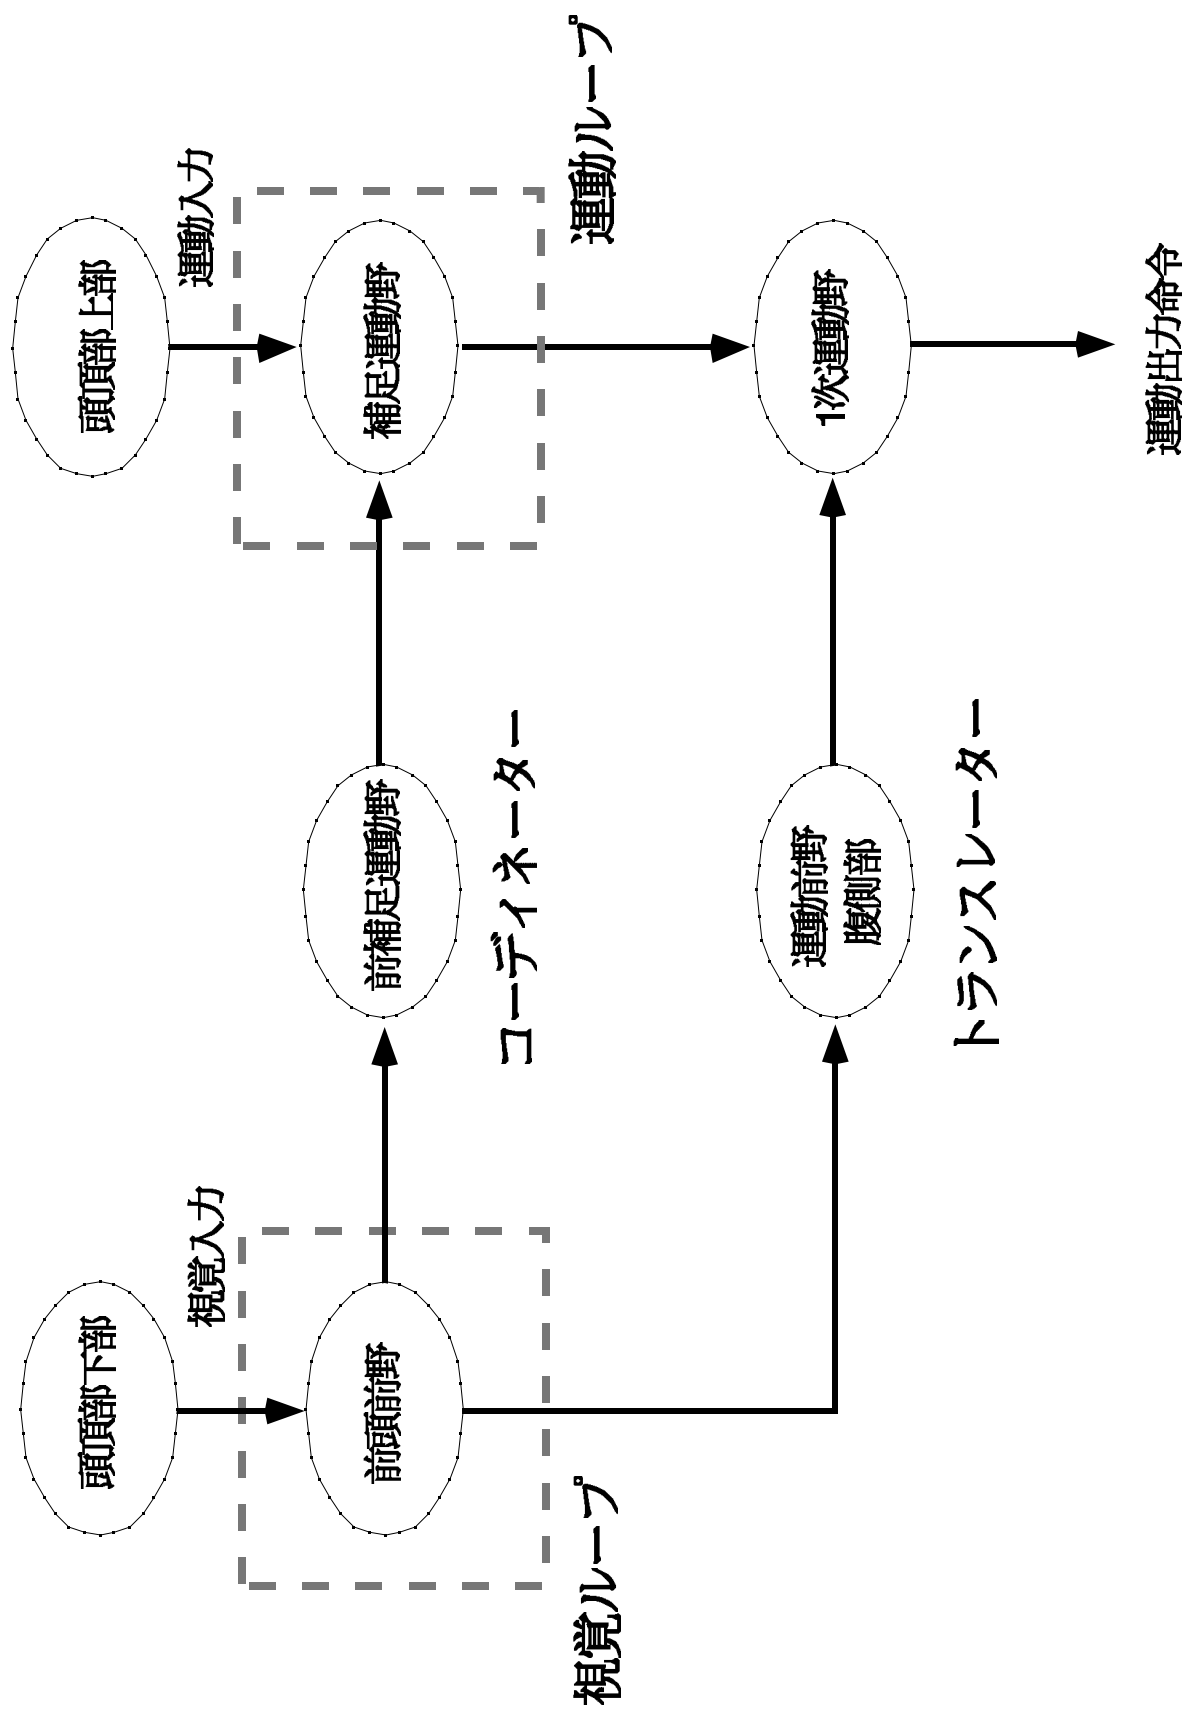 頭頂部下部
頭頂部上部
視覚入力
運動入力
前頭前野
前補足運動野
補足運動野
コーディネーター
視覚ループ
運動ループ
運動前野
腹側部
1次運動野
トランスレーター
運動出力命令